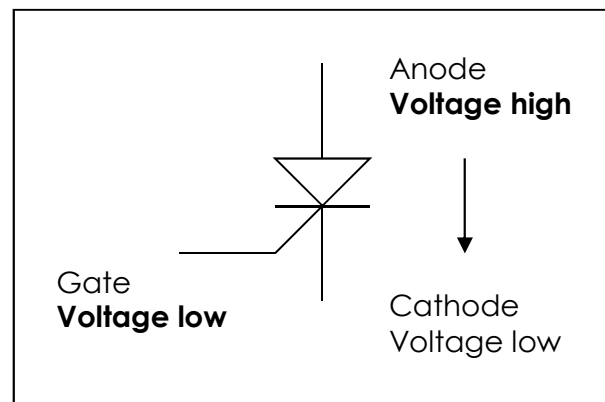 Anode
Voltage high
Gate
Voltage low
Cathode
Voltage low